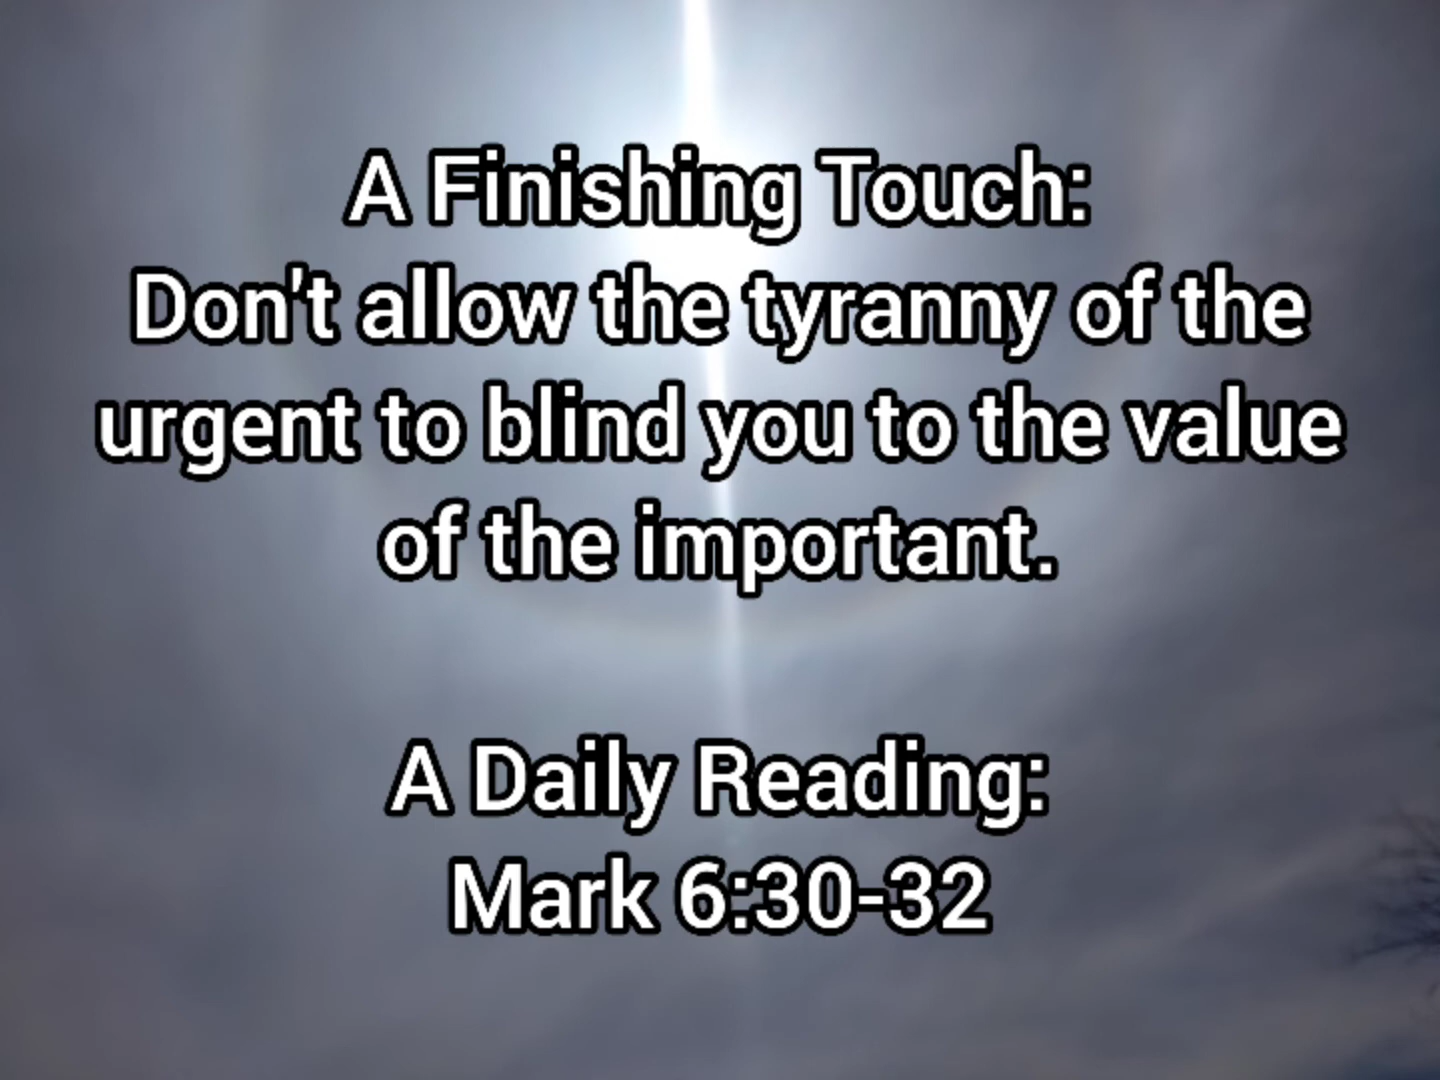 A Finishing Touch:
Don't allow the tyranny of the
urgent to blind you to the value
of the important.
A Daily Reading:
Mark 6:30-32